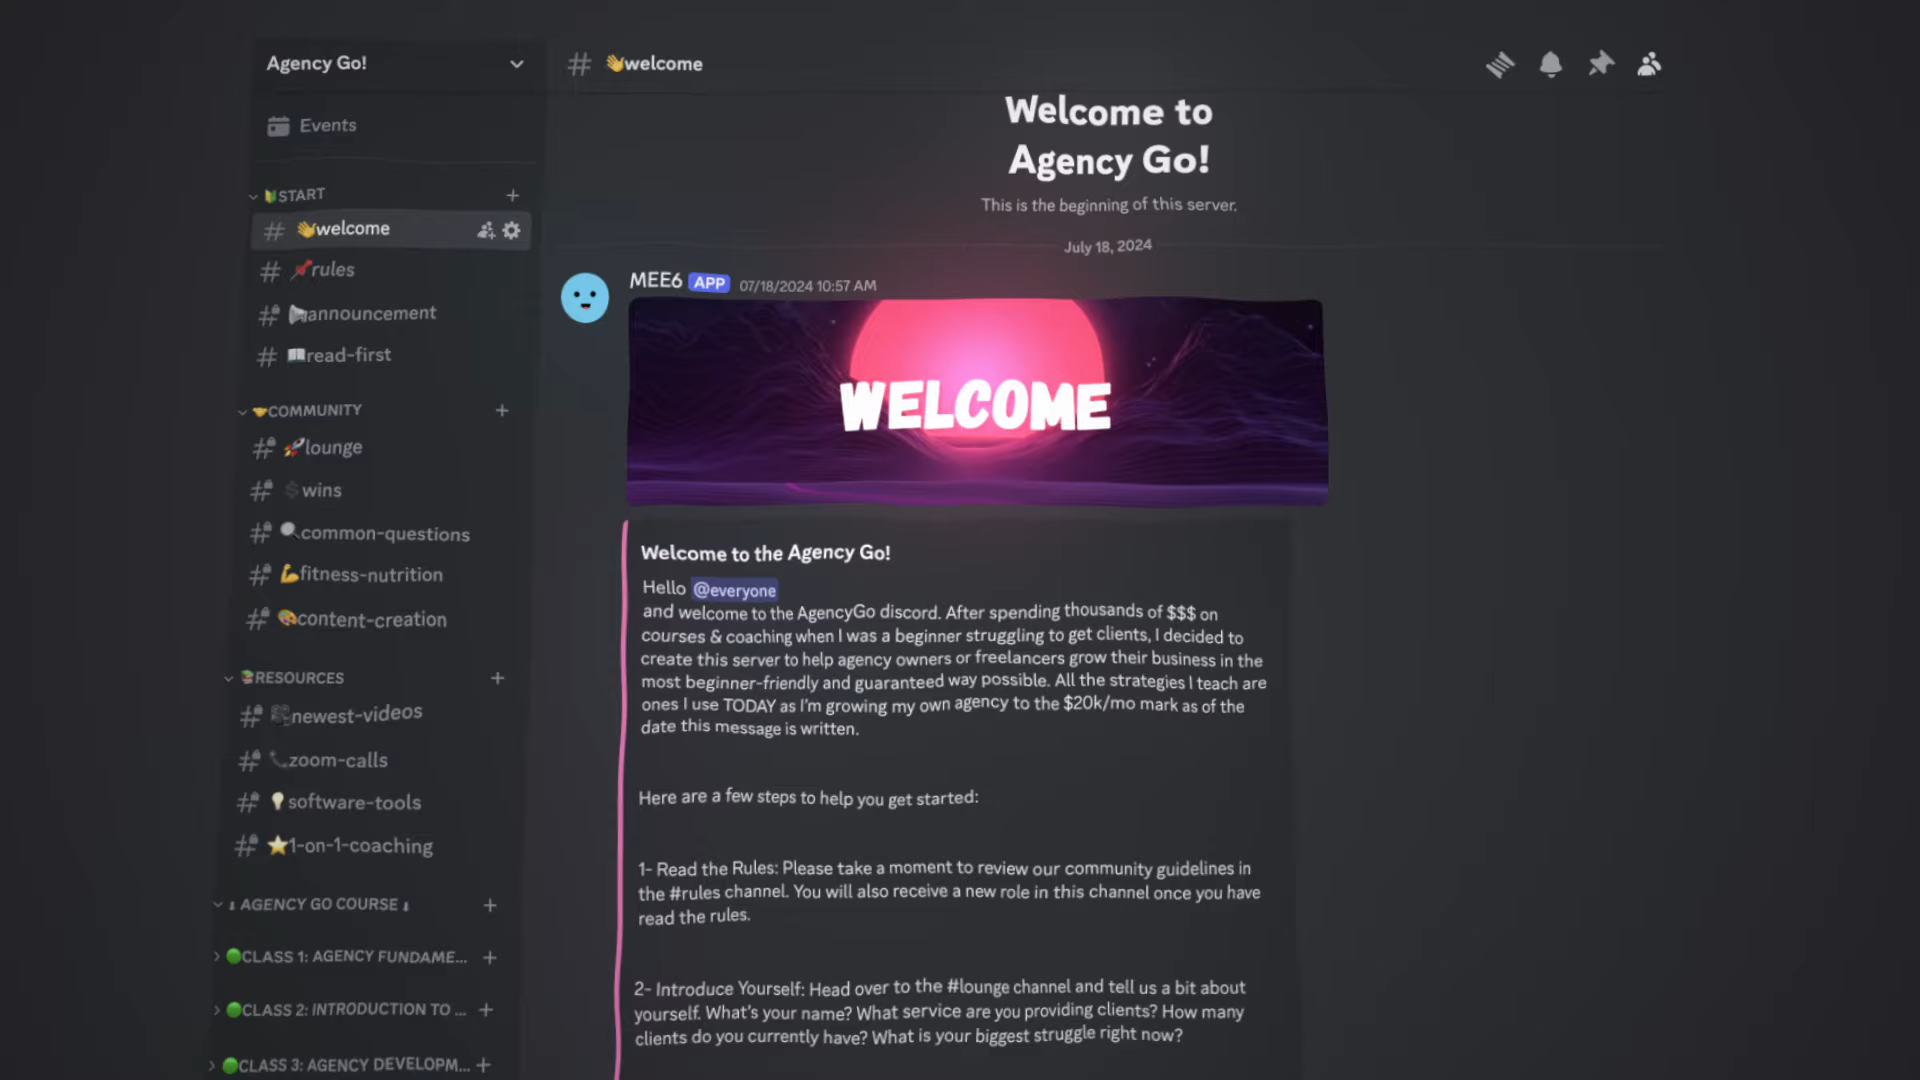 Agency Go!
Events
START
welcome
rules
announcement
read-first
COMMUNITY
lounge
wins
common-questions
fitness-nutrition
content-creation
RESOURCES
newest-videos
zoom-calls
software-tools
1-on-1-coaching
AGENCY GO COURSE
CLASS 1: AGENCY FUNDAME...
CLASS 2: INTRODUCTION TO ...
CLASS 3: AGENCY DEVELOPM...
welcome
Welcome to
Agency Go!
This is the beginning of this server.
July 18, 2024
MEE6 APP 07/18/2024 10:57 AM
WELCOME
Welcome to the Agency Go!
Hello @everyone
and welcome to the AgencyGo discord. After spending thousands of $$$ on
courses & coaching when I was a beginner struggling to get clients, I decided to
create this server to help agency owners or freelancers grow their business in the
most beginner-friendly and guaranteed way possible. All the strategies I teach are
ones I use TODAY as I'm growing my own agency to the $20k/mo mark as of the
date this message is written.
Here are a few steps to help you get started:
1- Read the Rules: Please take a moment to review our community guidelines in
the #rules channel. You will also receive a new role in this channel once you have
read the rules.
2- Introduce Yourself: Head over to the #lounge channel and tell us a bit about
yourself. What's your name? What service are you providing clients? How many
clients do you currently have? What is your biggest struggle right now?